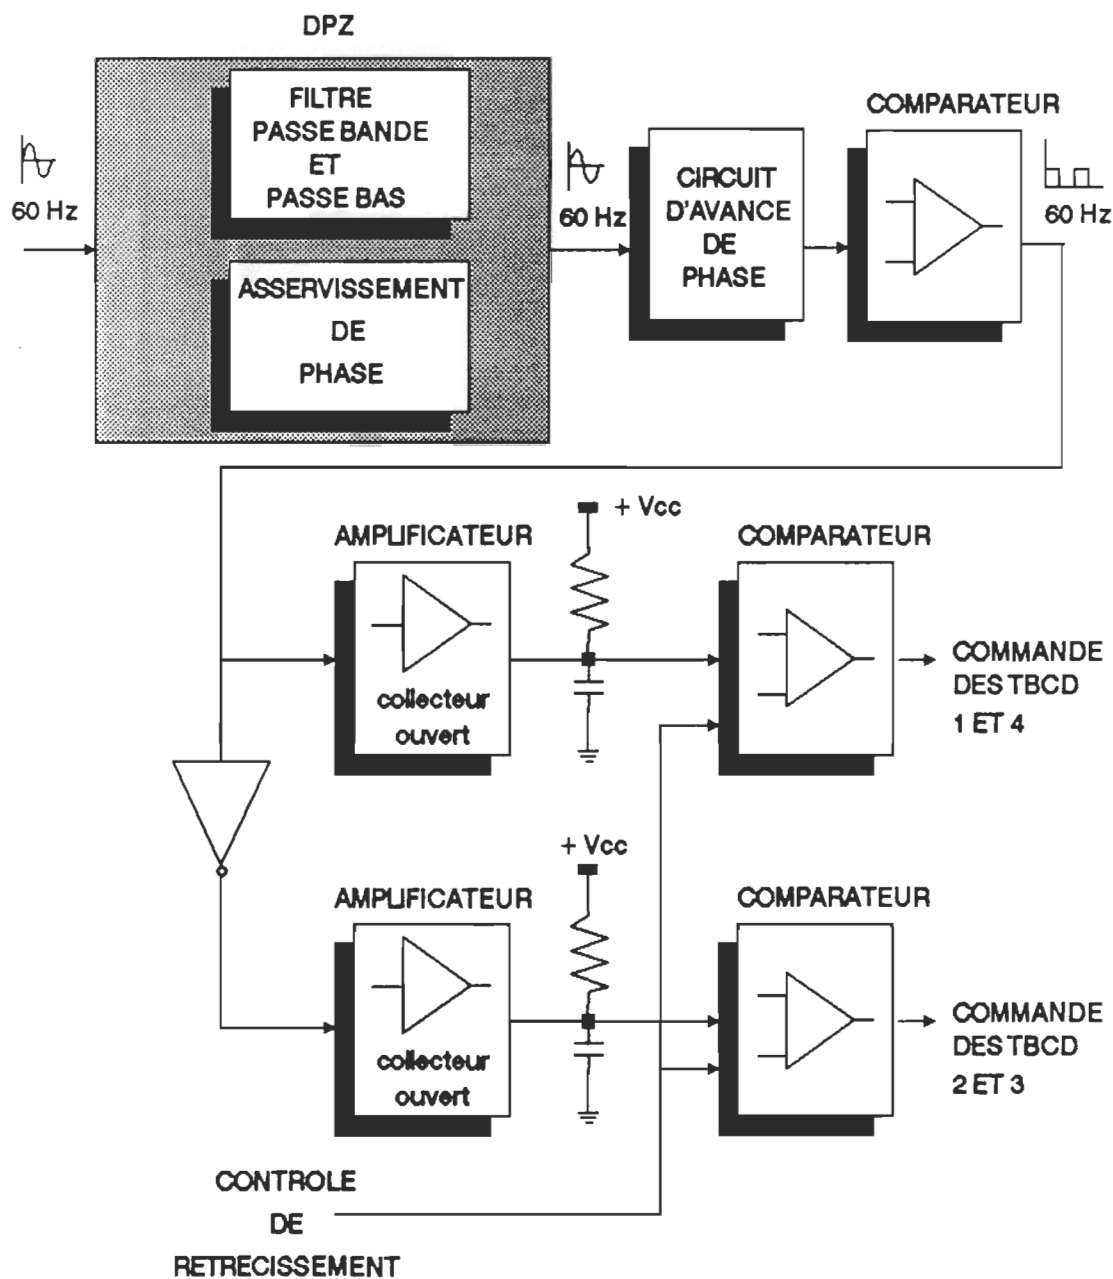 DPZ
FILTRE
PASSE BANDE
ET
PASSE BAS
60 Hz
ASSERVISSEMENT
DE
PHASE
60 Hz
CIRCUIT
D'AVANCE
DE
PHASE
COMPARATEUR
60 Hz
+ Vcc
AMPLIFICATEUR
collecteur
ouvert
COMPARATEUR
COMMANDE
DES TBCD
1 ET 4
+ Vcc
AMPLIFICATEUR
collecteur
ouvert
COMPARATEUR
COMMANDE
DES TBCD
2 ET 3
CONTROLE
DE
RETRECISSEMENT